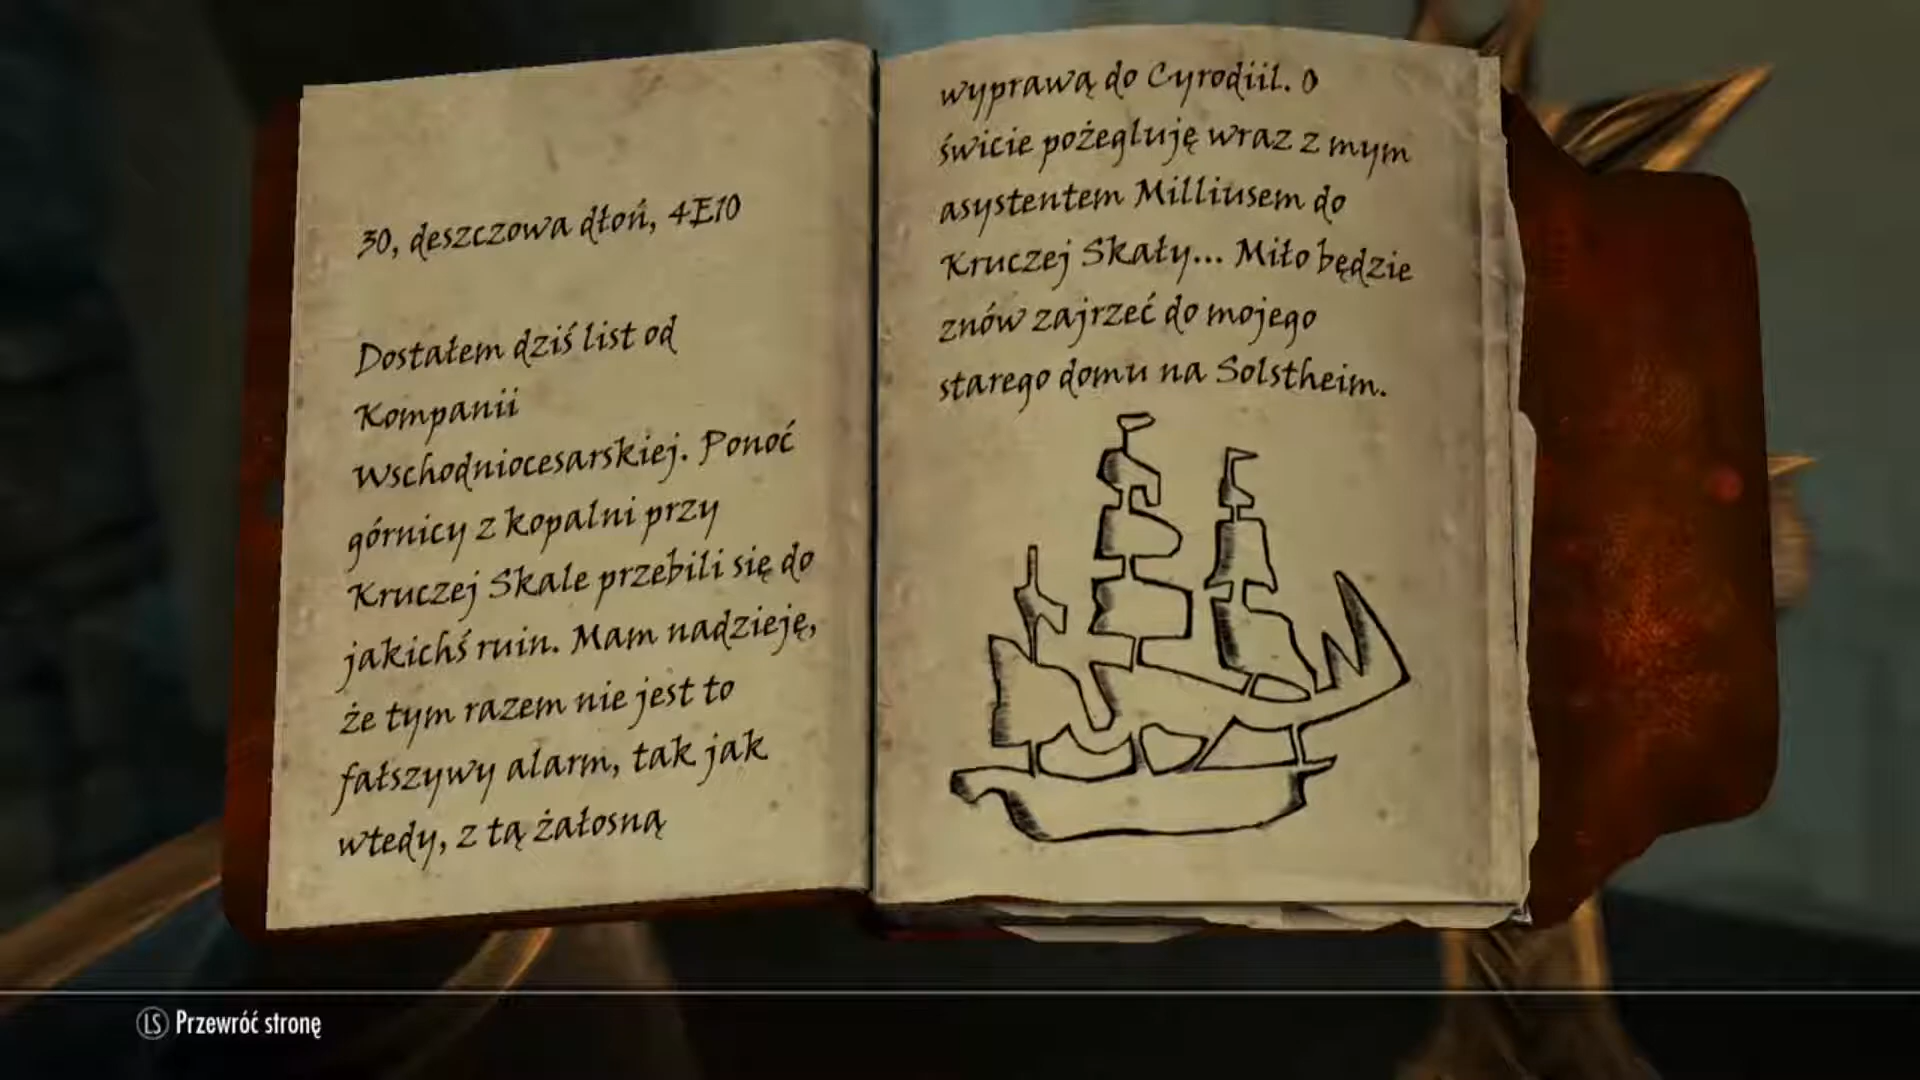 30, deszczowa dłoń, 4E10
Dostałem dziś list od
Kompanii
Wschodniocesarskiej. Ponoć
górnicy z kopalni przy
Kruczej Skale przebili się do
jakichś ruin. Mam nadzieję,
że tym razem nie jest to
fałszywy alarm, tak jak
wtedy, z tą żałosną
wyprawą do Cyrodiil. O
świcie pożegluję wraz z mym
asystentem Milliusem do
Kruczej Skały... Miło będzie
znów zajrzeć do mojego
starego domu na Solstheim.
LS Przewróć stronę